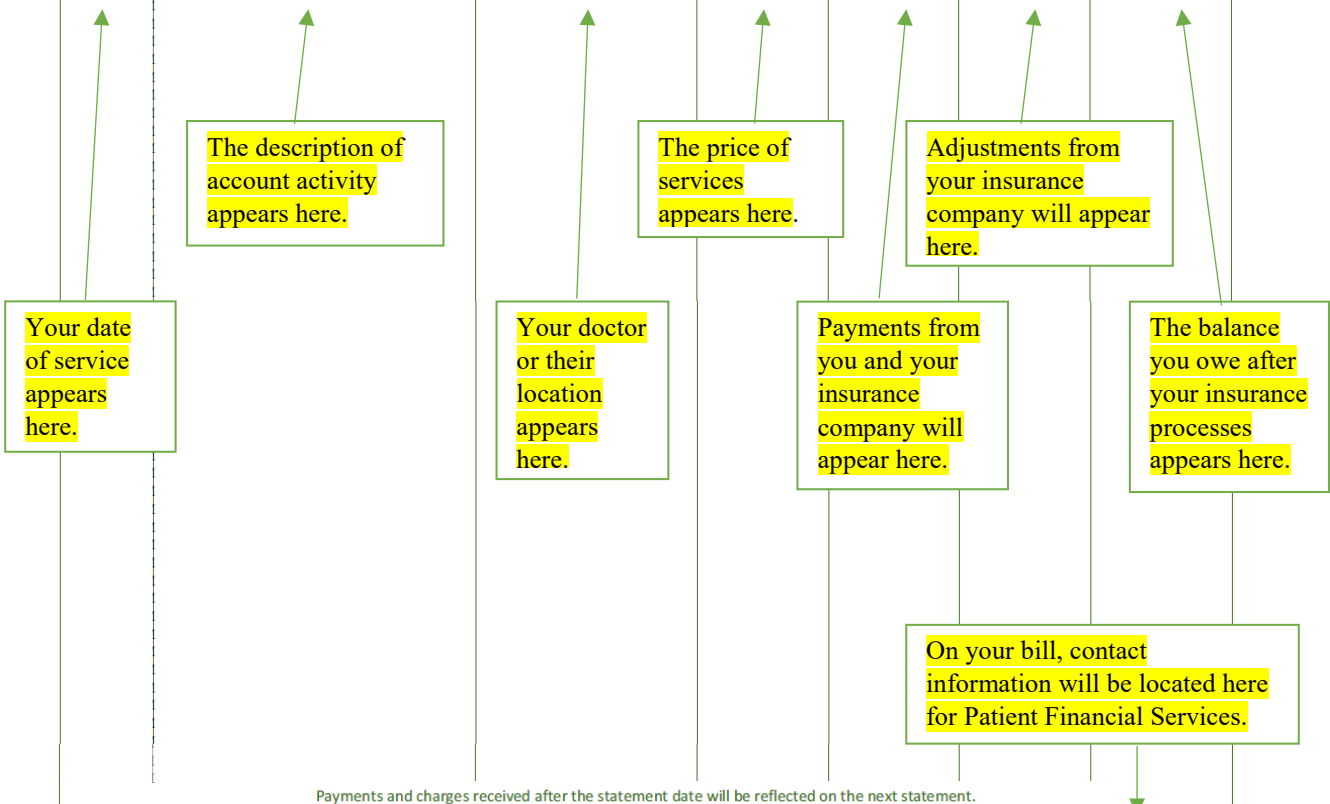 The description of
account activity
appears here.
The price of
services
appears here.
Adjustments from
your insurance
company will appear
here.
Your date
of service
appears
here.
Your doctor
or their
location
appears
here.
Payments from
you and your
insurance
company will
appear here.
The balance
you owe after
your insurance
processes
appears here.
On your bill, contact
information will be located here
for Patient Financial Services.
Payments and charges received after the statement date will be reflected on the next statement.